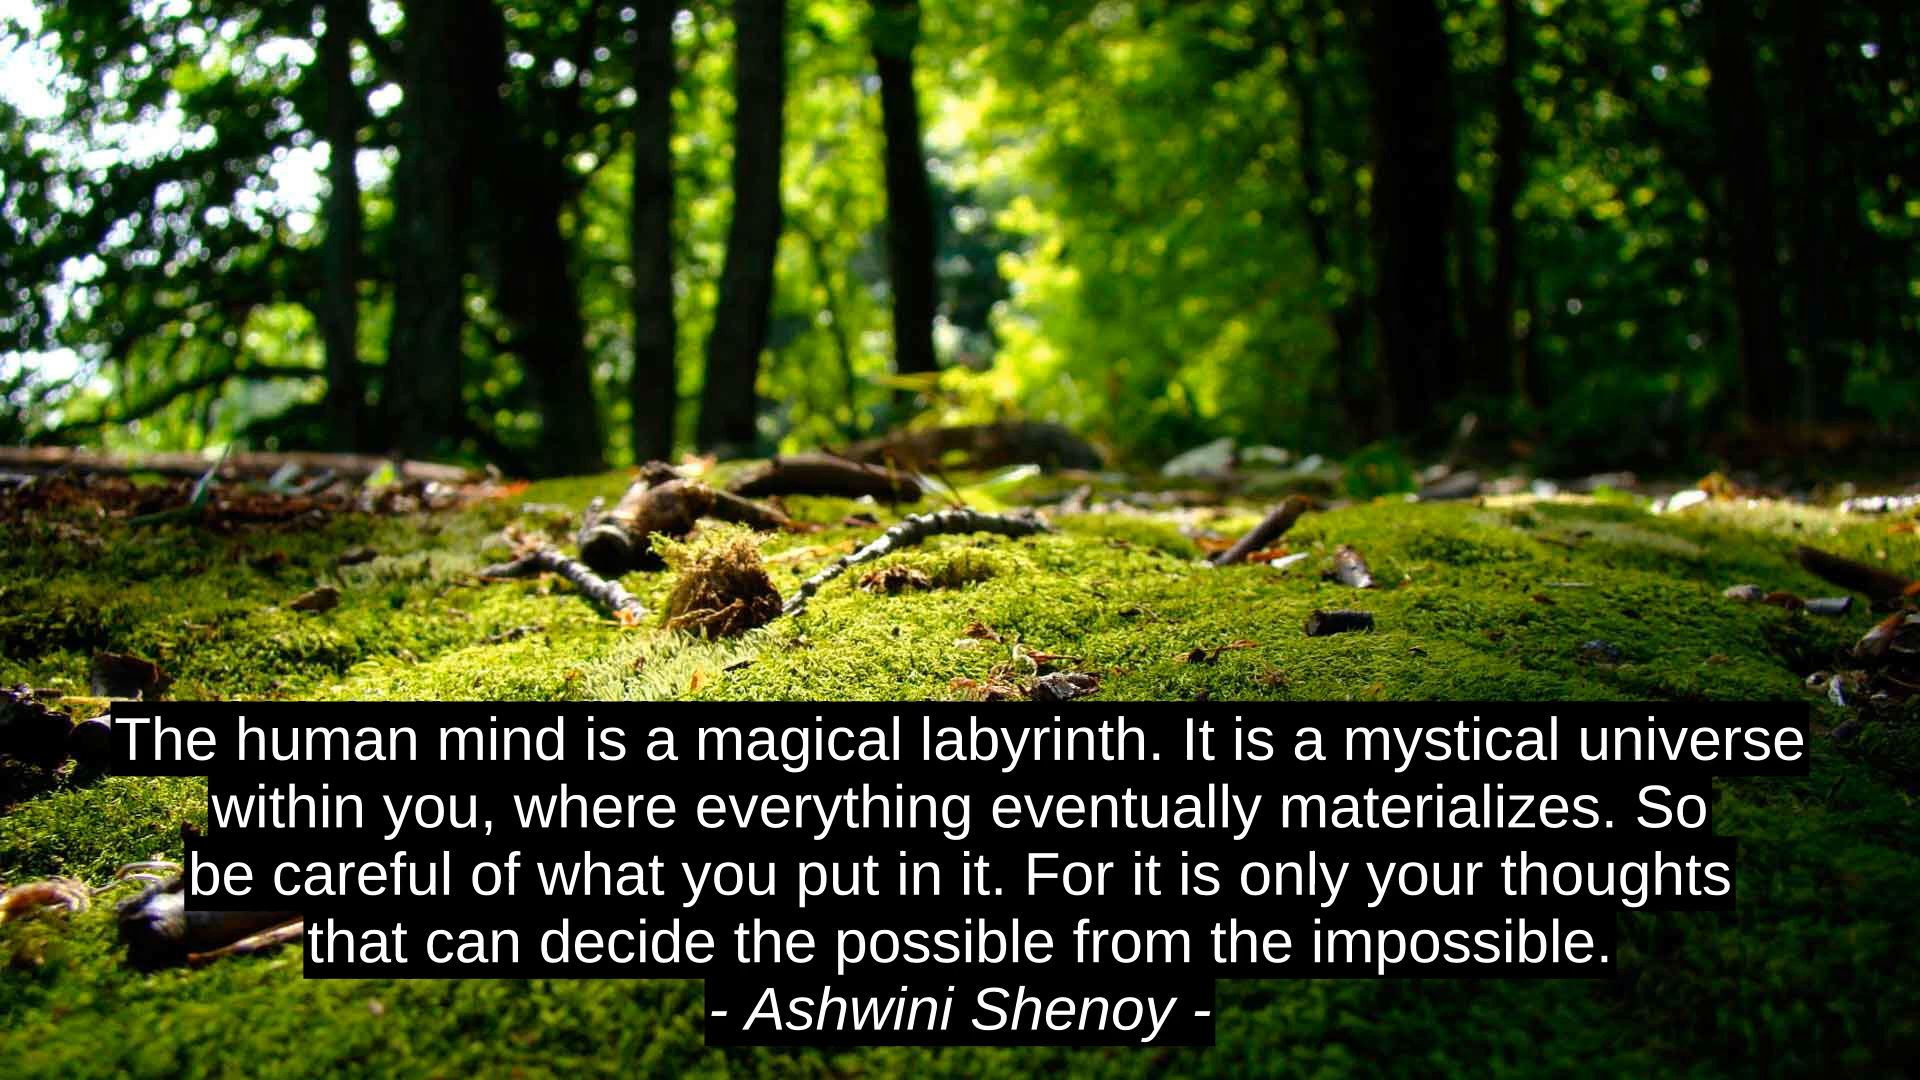 The human mind is a magical labyrinth. It is a mystical universe
within you, where everything eventually materializes. So
be careful of what you put in it. For it is only your thoughts
that can decide the possible from the impossible.
- Ashwini Shenoy -